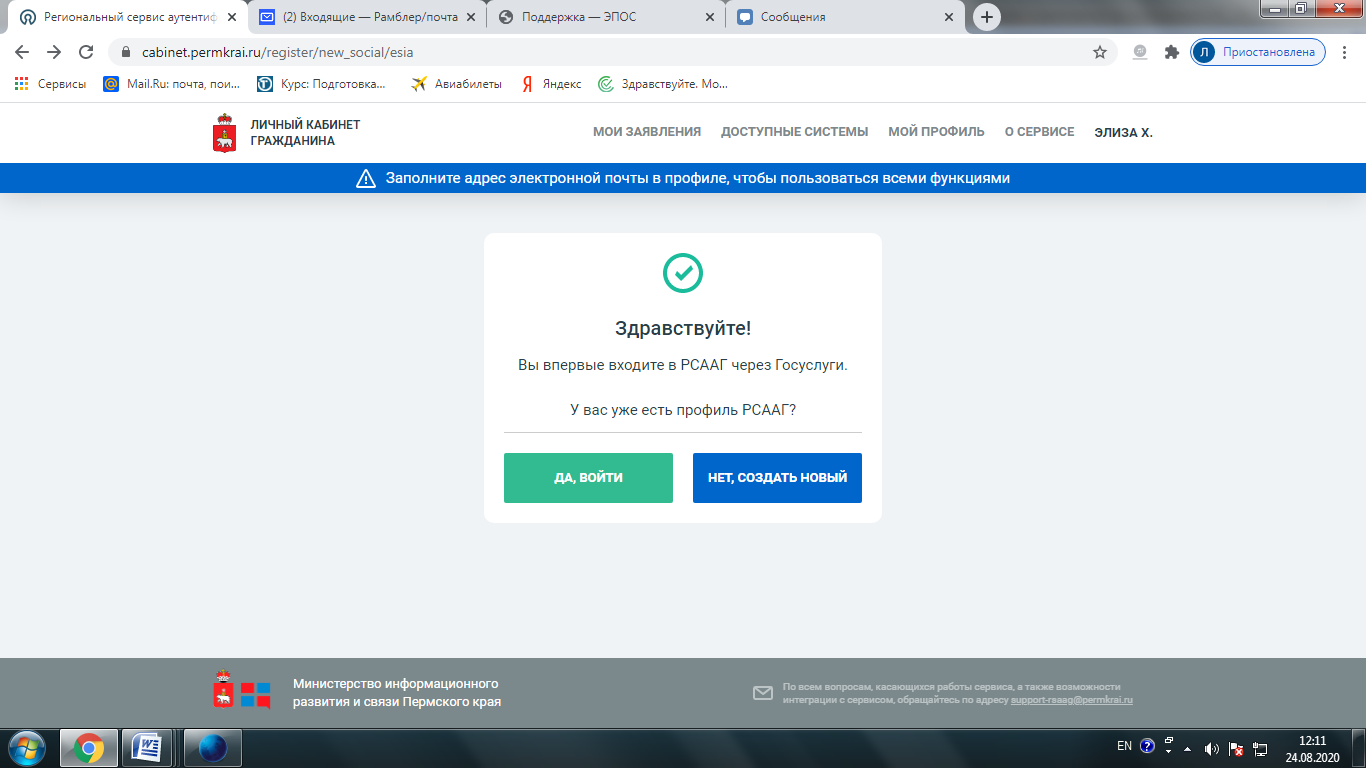 Региональный сервис аутентиф
(2) Входящие — Рамблер/почта
Поддержка — ЭПОС
Сообщения
cabinet.permkrai.ru/register/new_social/esia
Л Приостановлена
Сервисы
Mail.Ru: почта, пои...
Курс: Подготовка...
Авиабилеты
Яндекс
Здравствуйте. Мо...
ЛИЧНЫЙ КАБИНЕТ
ГРАЖДАНИНА
МОИ ЗАЯВЛЕНИЯ
ДОСТУПНЫЕ СИСТЕМЫ
МОЙ ПРОФИЛЬ
О СЕРВИСЕ
ЭЛИЗА Х.
Заполните адрес электронной почты в профиле, чтобы пользоваться всеми функциями
Здравствуйте!
Вы впервые входите в РСААГ через Госуслуги.
У вас уже есть профиль РСААГ?
ДА, ВОЙТИ
НЕТ, СОЗДАТЬ НОВЫЙ
Министерство информационного
развития и связи Пермского края
По всем вопросам, касающихся работы сервиса, а также возможности
интеграции с сервисом, обращайтесь по адресу support-rsaag@permkrai.ru
EN
12:11
24.08.2020